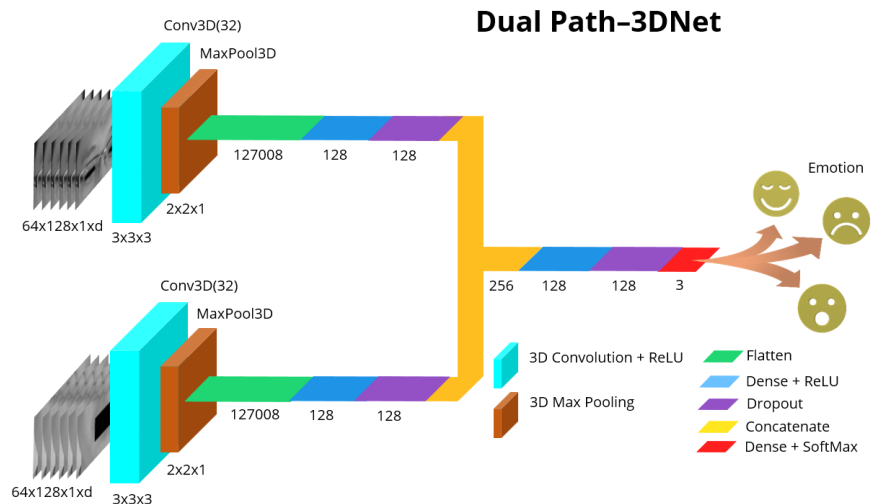 Dual Path–3DNet
Conv3D(32)
MaxPool3D
127008
128
128
64x128x1xd
2x2x1
3x3x3
Emotion
256
128
128
3
Conv3D(32)
MaxPool3D
127008
128
128
64x128x1xd
2x2x1
3x3x3
3D Convolution + ReLU
3D Max Pooling
Flatten
Dense + ReLU
Dropout
Concatenate
Dense + SoftMax